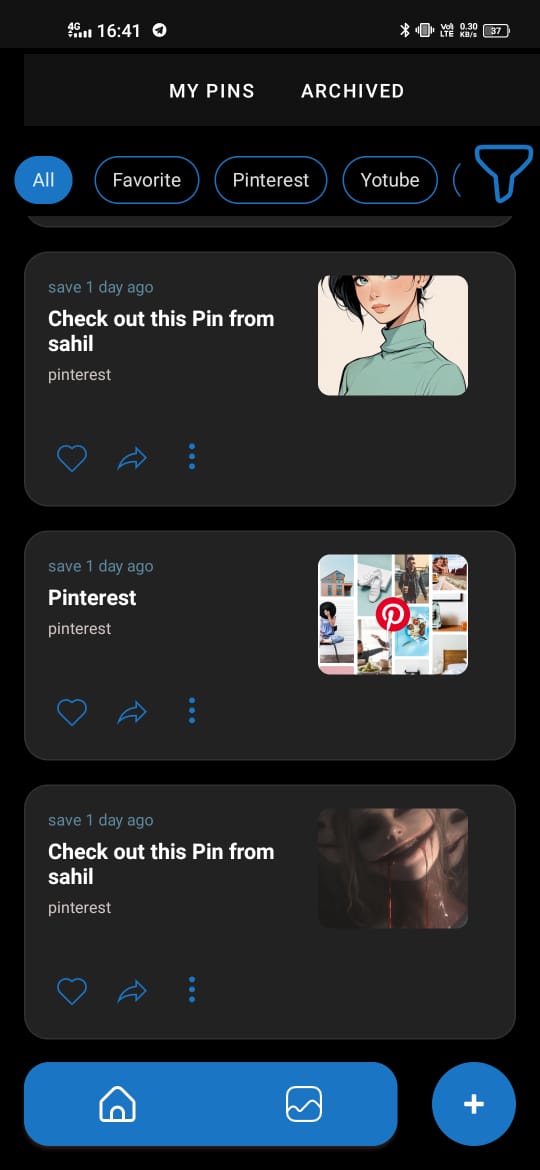 4G 16:41 Vo) LTE 0.30 KB/s 37
MY PINS ARCHIVED
All Favorite Pinterest Yotube
save 1 day ago
Check out this Pin from
sahil
pinterest
save 1 day ago
Pinterest
pinterest
save 1 day ago
Check out this Pin from
sahil
pinterest